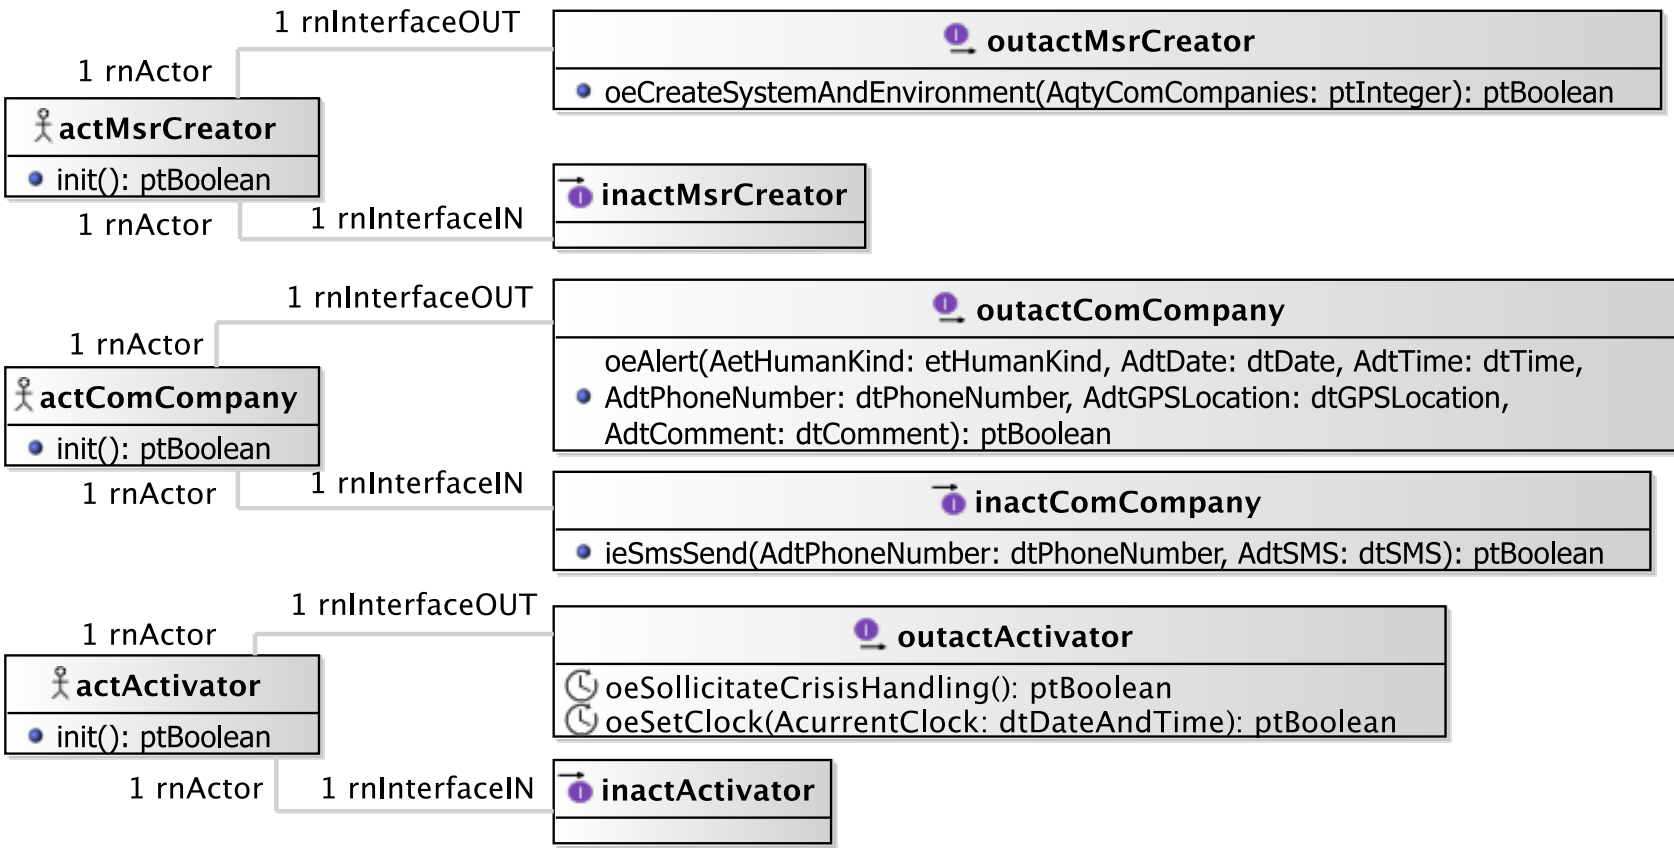 1 rnInterfaceOUT
1 rnActor
outactMsrCreator
oeCreateSystemAndEnvironment(AqtyComCompanies: ptInteger): ptBoolean
actMsrCreator
init(): ptBoolean
1 rnActor
1 rnInterfaceIN
inactMsrCreator
1 rnInterfaceOUT
1 rnActor
outactComCompany
oeAlert(AetHumanKind: etHumanKind, AdtDate: dtDate, AdtTime: dtTime,
AdtPhoneNumber: dtPhoneNumber, AdtGPSLocation: dtGPSLocation,
AdtComment: dtComment): ptBoolean
actComCompany
init(): ptBoolean
1 rnActor
1 rnInterfaceIN
inactComCompany
ieSmsSend(AdtPhoneNumber: dtPhoneNumber, AdtSMS: dtSMS): ptBoolean
1 rnInterfaceOUT
1 rnActor
outactActivator
oeSollicitateCrisisHandling(): ptBoolean
oeSetClock(AcurrentClock: dtDateAndTime): ptBoolean
actActivator
init(): ptBoolean
1 rnActor
1 rnInterfaceIN
inactActivator